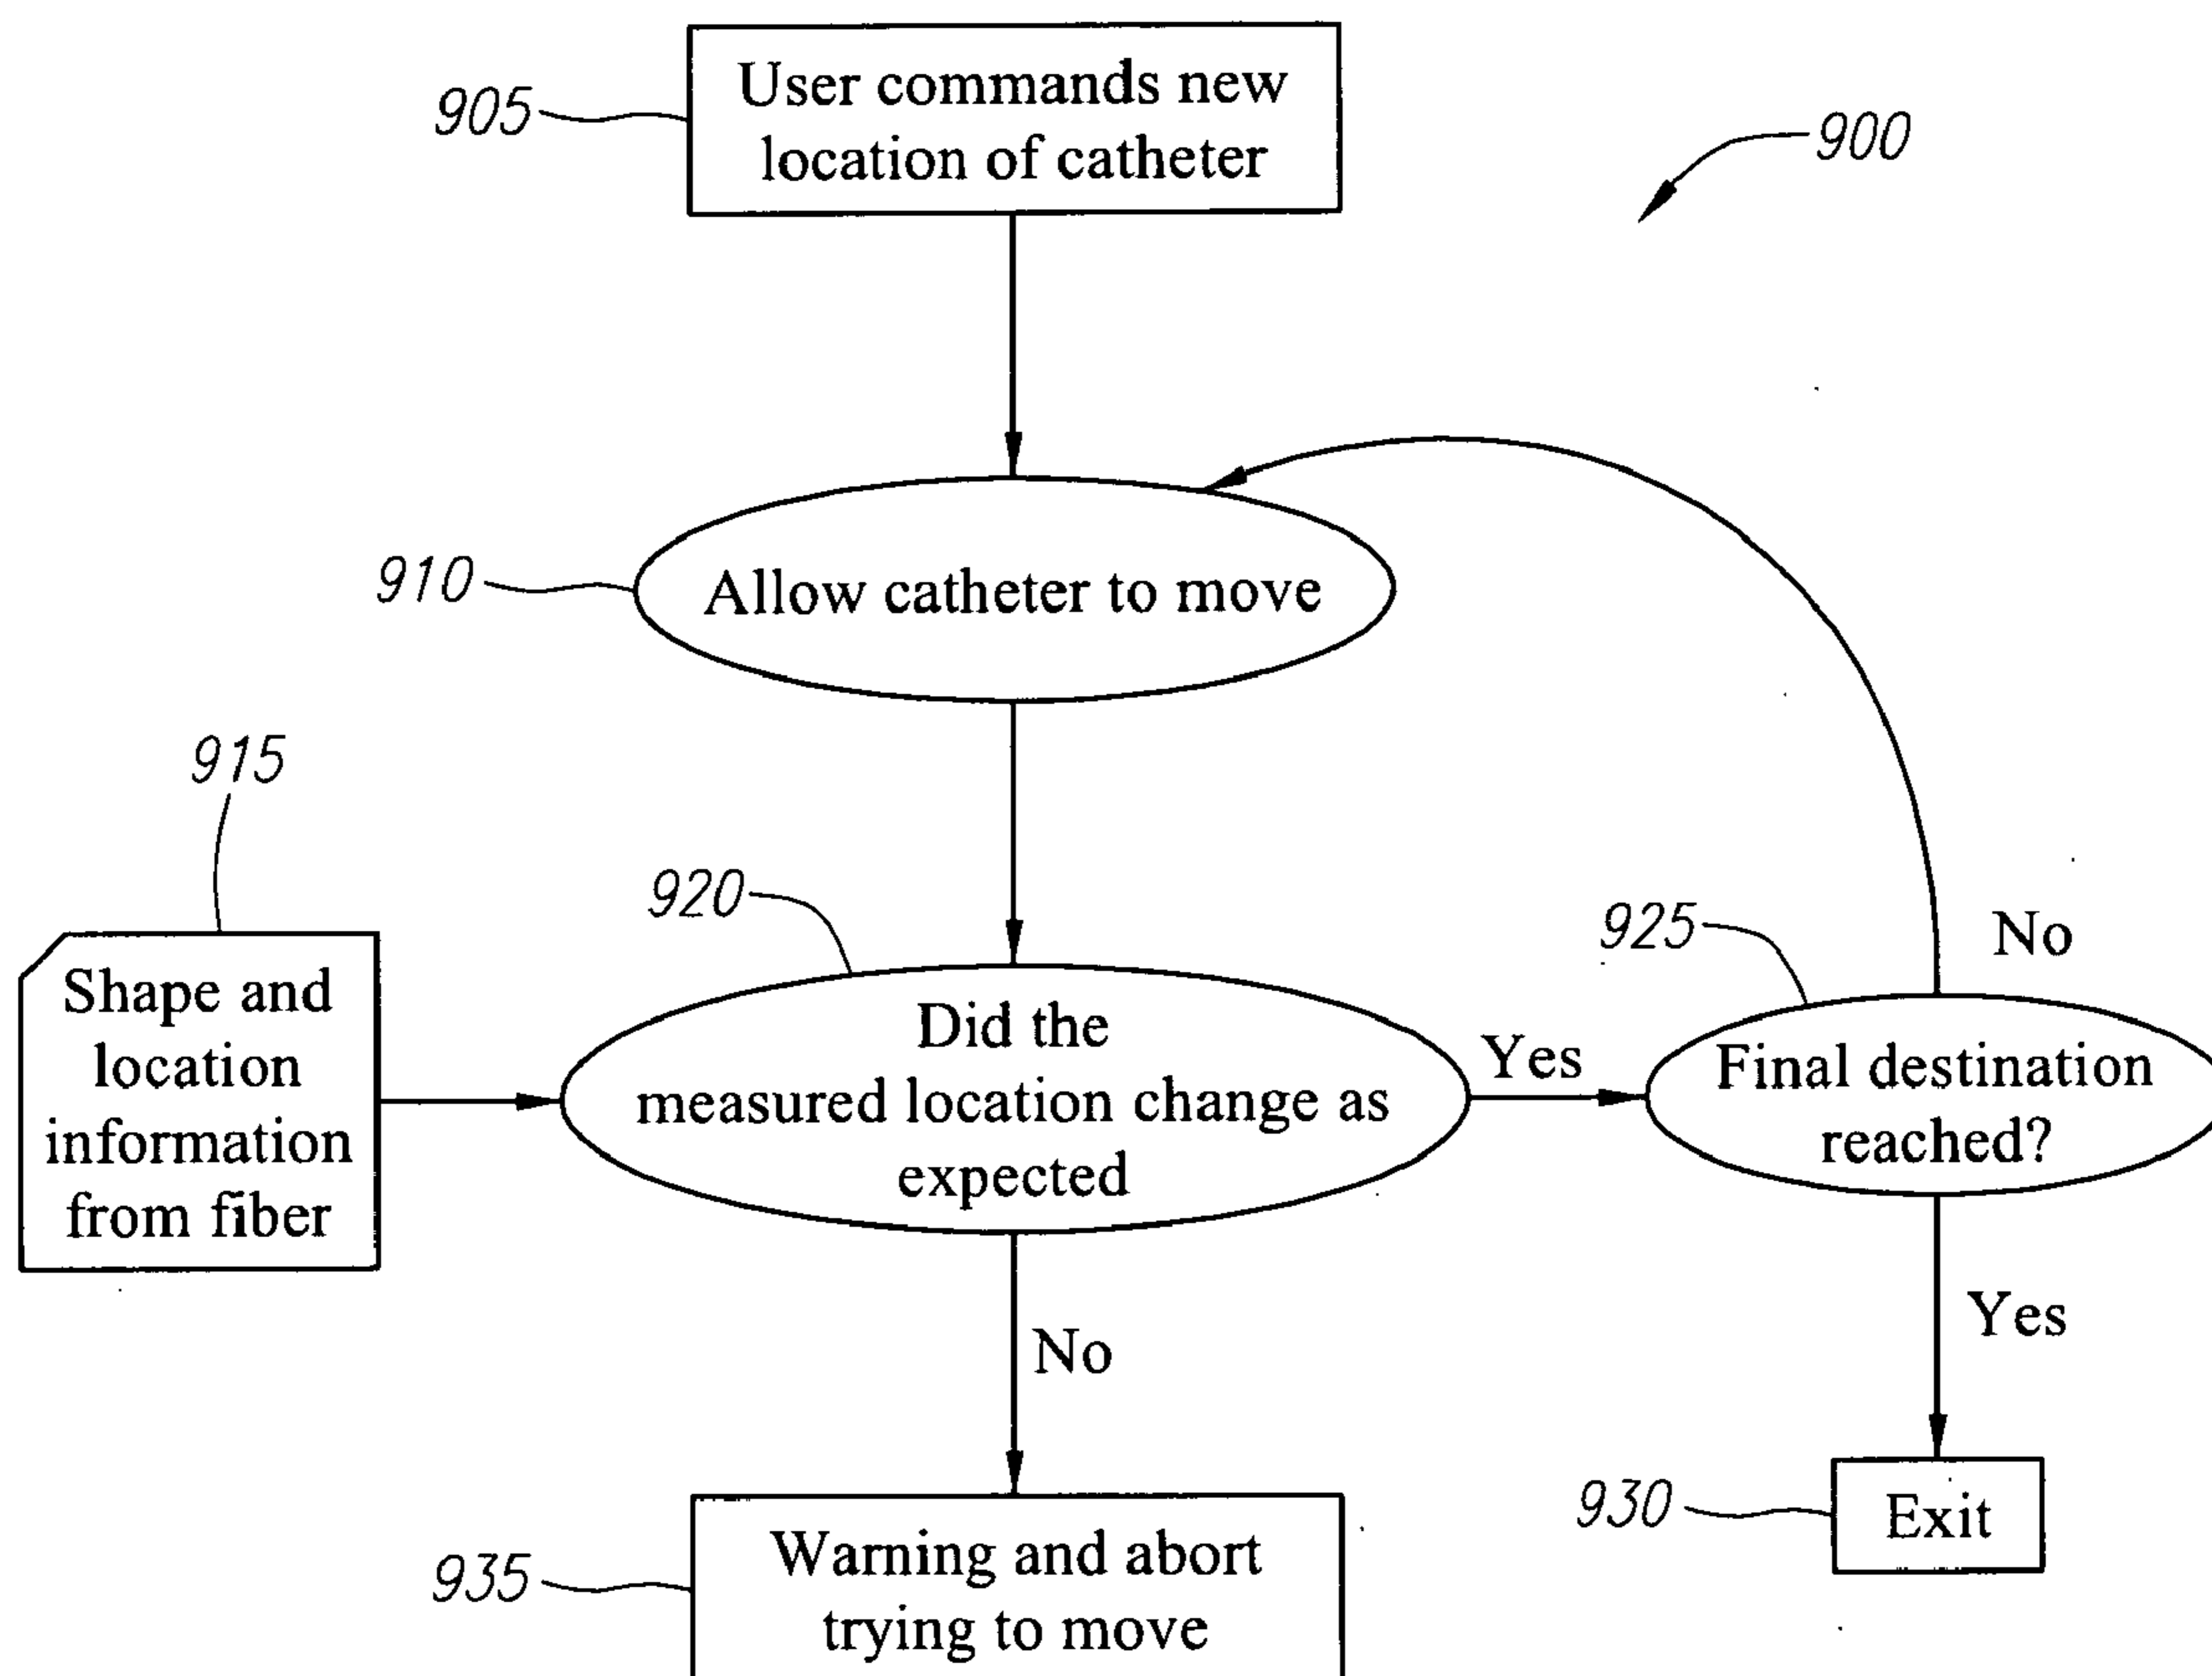 User commands new
location of catheter
905
900
Allow catheter to move
910
915
Shape and
location
information
from fiber
920
Did the
measured location change as
expected
Yes
925
No
Final destination
reached?
Yes
No
930
Exit
935
Warning and abort
trying to move